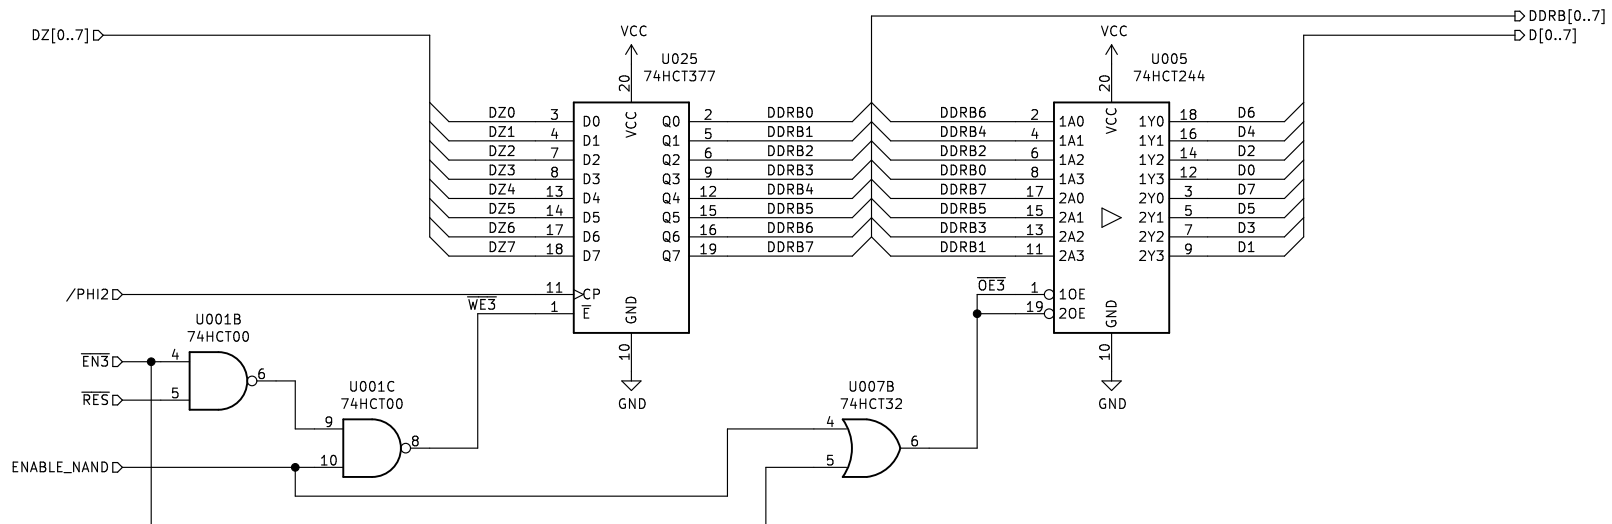 DDRB[0..7]
D[0..7]
DZ[0..7]
VCC
VCC
U025
74HCT377
U005
74HCT244
20
20
VCC
VCC
DZ0 3 D0 Q0 2 DDRB0 DDRB6 2 1A0 1Y0 18 D6
DZ1 4 D1 Q1 5 DDRB1 DDRB4 4 1A1 1Y1 16 D4
DZ2 7 D2 Q2 6 DDRB2 DDRB2 6 1A2 1Y2 14 D2
DZ3 8 D3 Q3 9 DDRB3 DDRB0 8 1A3 1Y3 12 D0
DZ4 13 D4 Q4 12 DDRB4 DDRB7 17 2A0 2Y0 3 D7
DZ5 14 D5 Q5 15 DDRB5 DDRB5 15 2A1 2Y1 5 D5
DZ6 17 D6 Q6 16 DDRB6 DDRB3 13 2A2 2Y2 7 D3
DZ7 18 D7 Q7 19 DDRB7 DDRB1 11 2A3 2Y3 9 D1
/PHI2 11 CP
WE3 1 E
GND
10
GND
OE3 1 1OE
19 2OE
GND
10
GND
U001B
74HCT00
EN3 4
6
RES 5
U001C
74HCT00
9
8
ENABLE_NAND 10
U007B
74HCT32
4
6
5